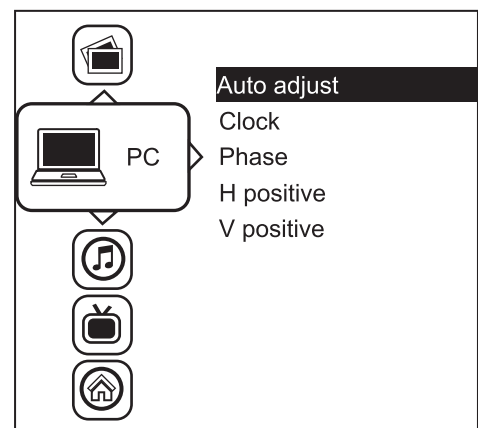 Auto adjust
Clock
PC
Phase
H positive
V positive